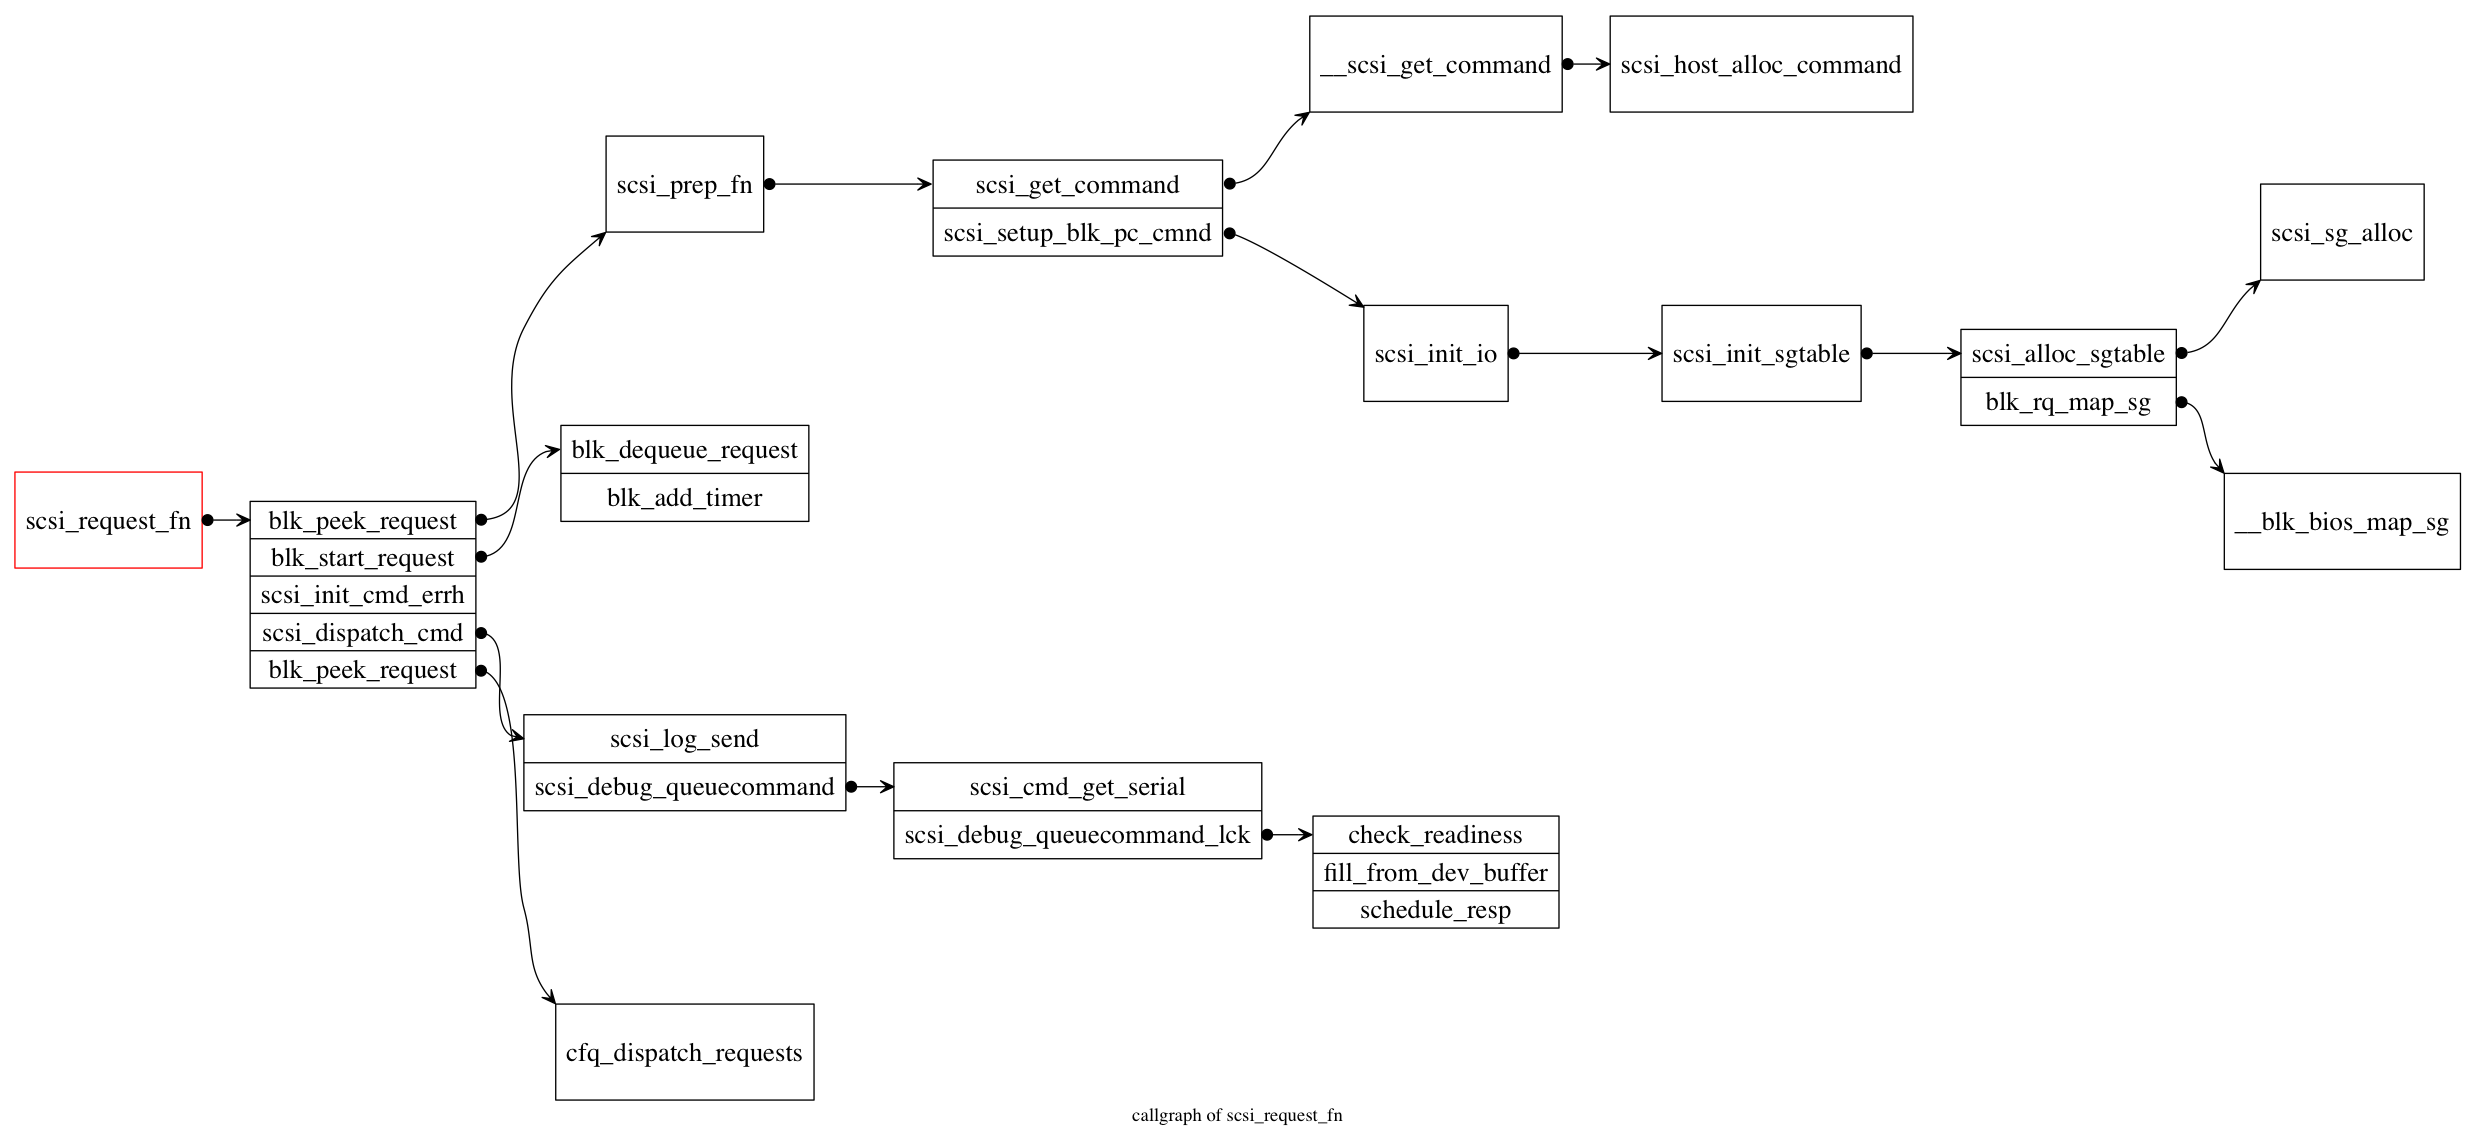 __scsi_get_command
scsi_host_alloc_command
scsi_prep_fn
scsi_get_command
scsi_setup_blk_pc_cmnd
scsi_sg_alloc
scsi_init_io
scsi_init_sgtable
scsi_alloc_sgtable
blk_rq_map_sg
blk_dequeue_request
blk_add_timer
__blk_bios_map_sg
scsi_request_fn
blk_peek_request
blk_start_request
scsi_init_cmd_errh
scsi_dispatch_cmd
blk_peek_request
scsi_log_send
scsi_debug_queuecommand
scsi_cmd_get_serial
scsi_debug_queuecommand_lck
check_readiness
fill_from_dev_buffer
schedule_resp
cfq_dispatch_requests
callgraph of scsi_request_fn